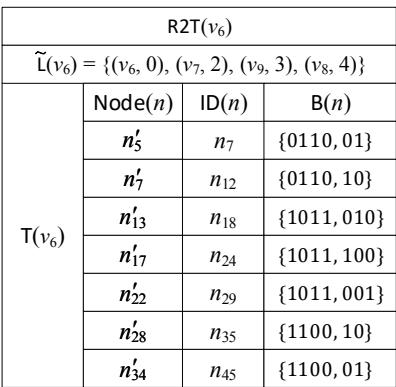 R2T(v₆)
L̃(v₆) = {(v₆, 0), (v₇, 2), (v₉, 3), (v₈, 4)}
T(v₆)
Node(n) ID(n) B(n)
n′₅ n₇ {0110, 01}
n′₇ n₁₂ {0110, 10}
n′₁₃ n₁₈ {1011, 010}
n′₁₇ n₂₄ {1011, 100}
n′₂₂ n₂₉ {1011, 001}
n′₂₈ n₃₅ {1100, 10}
n′₃₄ n₄₅ {1100, 01}